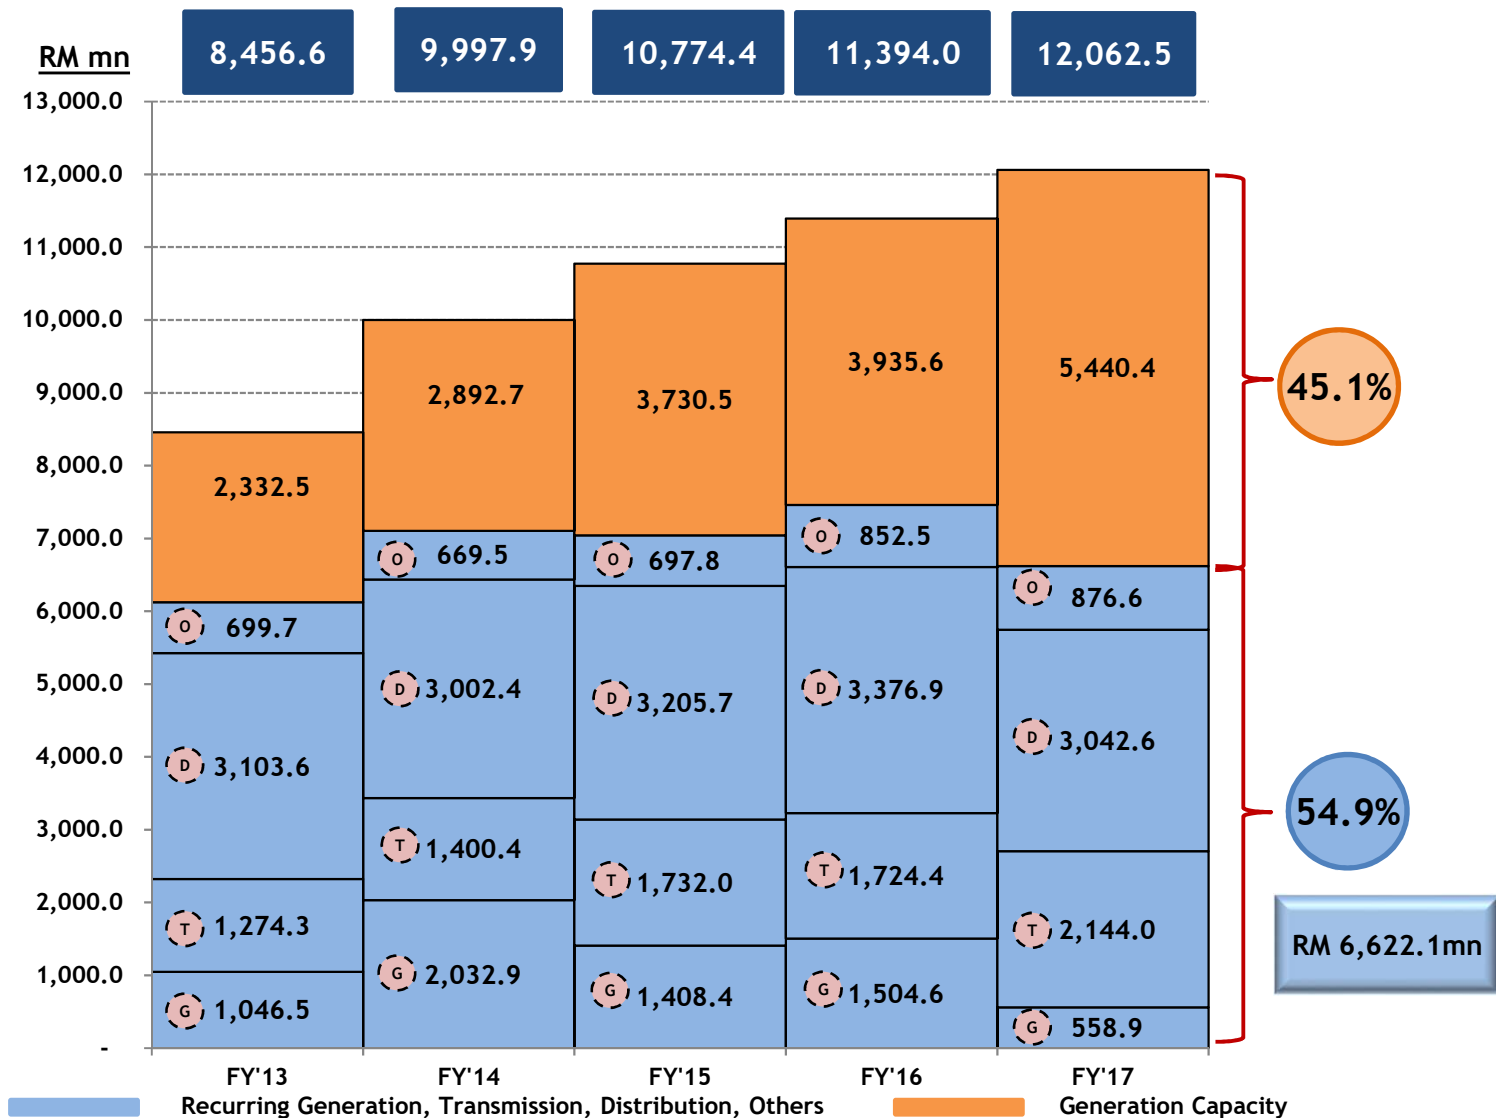 8,456.6 9,997.9 10,774.4 11,394.0 12,062.5
RM mn
13,000.0
12,000.0
11,000.0
10,000.0
9,000.0
8,000.0
7,000.0
6,000.0
5,000.0
4,000.0
3,000.0
2,000.0
1,000.0
-
2,332.5
O 699.7
D 3,103.6
T 1,274.3
G 1,046.5
2,892.7
O 669.5
D 3,002.4
T 1,400.4
G 2,032.9
3,730.5
O 697.8
D 3,205.7
T 1,732.0
G 1,408.4
3,935.6
O 852.5
D 3,376.9
T 1,724.4
G 1,504.6
5,440.4
O 876.6
D 3,042.6
T 2,144.0
G 558.9
45.1%
54.9%
RM 6,622.1mn
FY'13 FY'14 FY'15 FY'16 FY'17
Recurring Generation, Transmission, Distribution, Others Generation Capacity